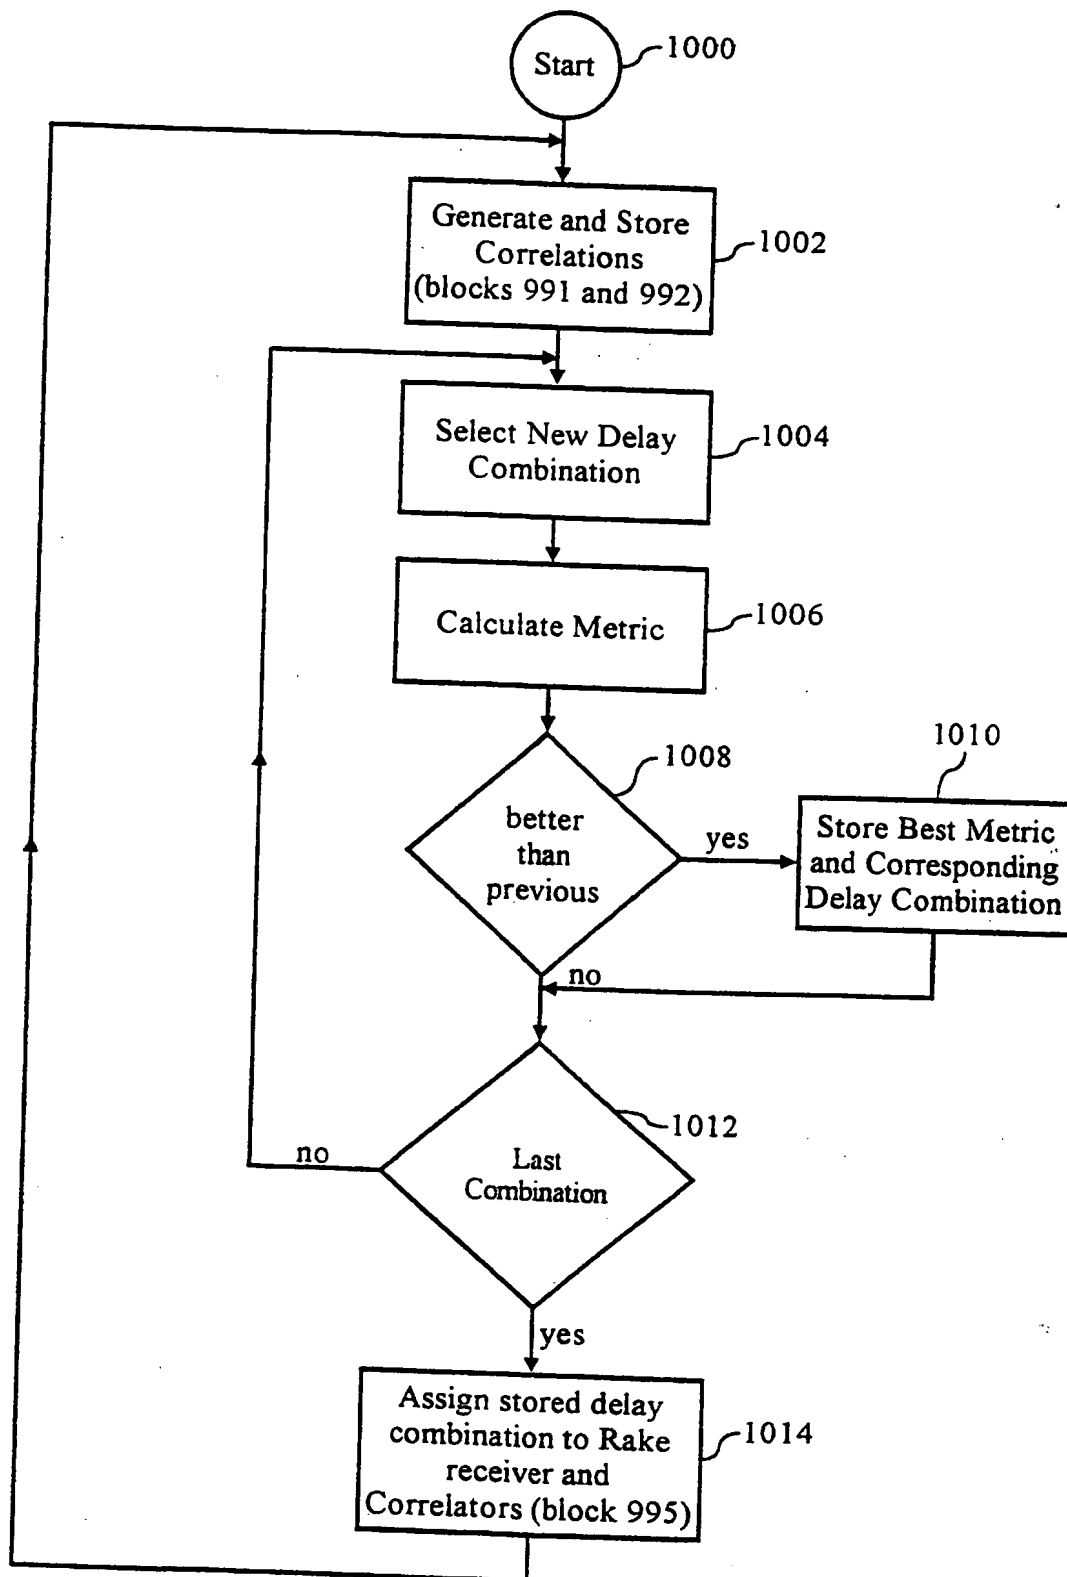 Start
1000
Generate and Store
Correlations
(blocks 991 and 992)
1002
Select New Delay
Combination
1004
Calculate Metric
1006
better
than
previous
1008
yes
1010
Store Best Metric
and Corresponding
Delay Combination
no
Last
Combination
1012
no
yes
Assign stored delay
combination to Rake
receiver and
Correlators (block 995)
1014